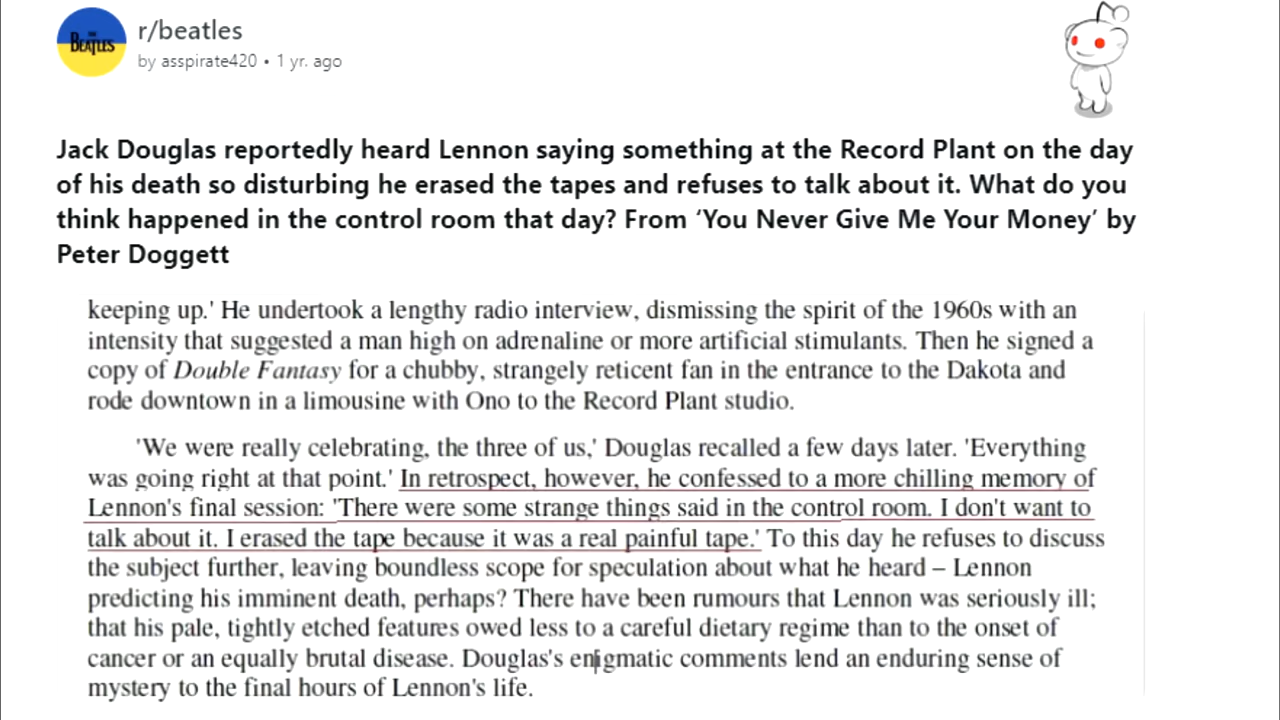 THE
BEATLES
r/beatles
by asspirate420 • 1 yr. ago
Jack Douglas reportedly heard Lennon saying something at the Record Plant on the day
of his death so disturbing he erased the tapes and refuses to talk about it. What do you
think happened in the control room that day? From ‘You Never Give Me Your Money’ by
Peter Doggett
keeping up.' He undertook a lengthy radio interview, dismissing the spirit of the 1960s with an
intensity that suggested a man high on adrenaline or more artificial stimulants. Then he signed a
copy of Double Fantasy for a chubby, strangely reticent fan in the entrance to the Dakota and
rode downtown in a limousine with Ono to the Record Plant studio.
'We were really celebrating, the three of us,' Douglas recalled a few days later. 'Everything
was going right at that point.' In retrospect, however, he confessed to a more chilling memory of
Lennon's final session: 'There were some strange things said in the control room. I don't want to
talk about it. I erased the tape because it was a real painful tape.' To this day he refuses to discuss
the subject further, leaving boundless scope for speculation about what he heard – Lennon
predicting his imminent death, perhaps? There have been rumours that Lennon was seriously ill;
that his pale, tightly etched features owed less to a careful dietary regime than to the onset of
cancer or an equally brutal disease. Douglas's enigmatic comments lend an enduring sense of
mystery to the final hours of Lennon's life.